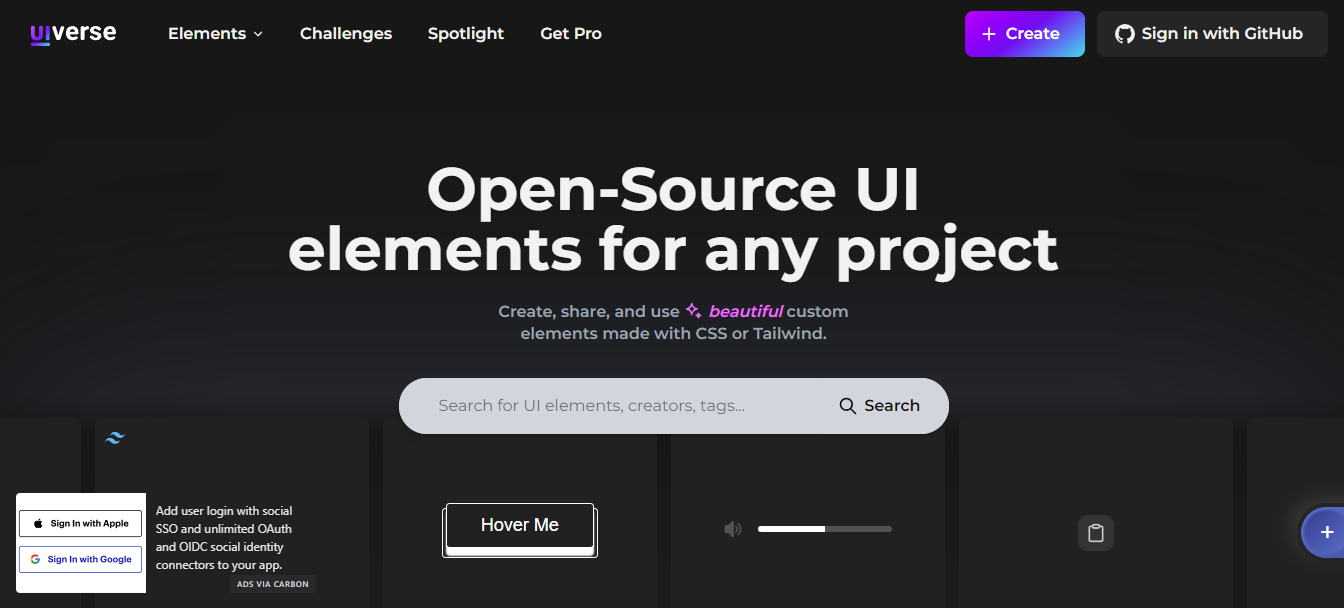 uiverse
Elements
Challenges
Spotlight
Get Pro
+ Create
Sign in with GitHub
Open-Source UI
elements for any project
Create, share, and use beautiful custom
elements made with CSS or Tailwind.
Search for UI elements, creators, tags...
Search
Sign In with Apple
Sign In with Google
Add user login with social
SSO and unlimited OAuth
and OIDC social identity
connectors to your app.
ADS VIA CARBON
Hover Me
+